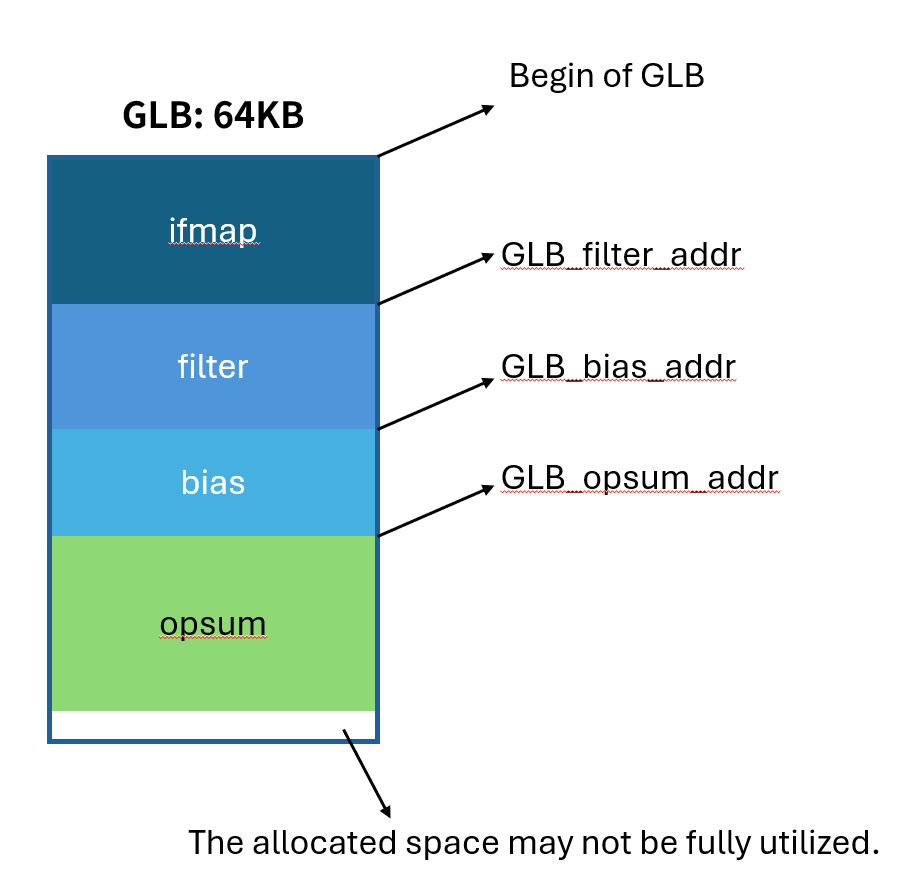 Begin of GLB
GLB: 64KB
ifmap
GLB_filter_addr
filter
GLB_bias_addr
bias
GLB_opsum_addr
opsum
The allocated space may not be fully utilized.